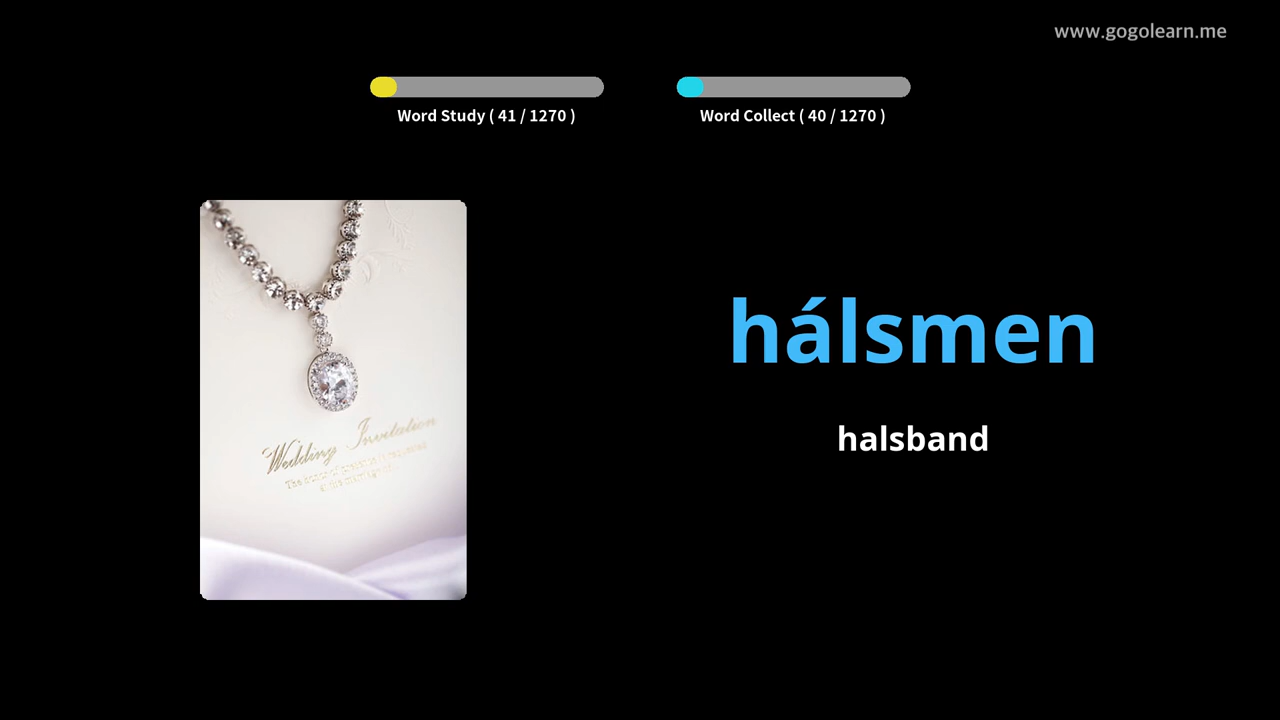 www.gogolearn.me
Word Study ( 41 / 1270 )
Word Collect ( 40 / 1270 )
hálsmen
halsband
Wedding Invitation